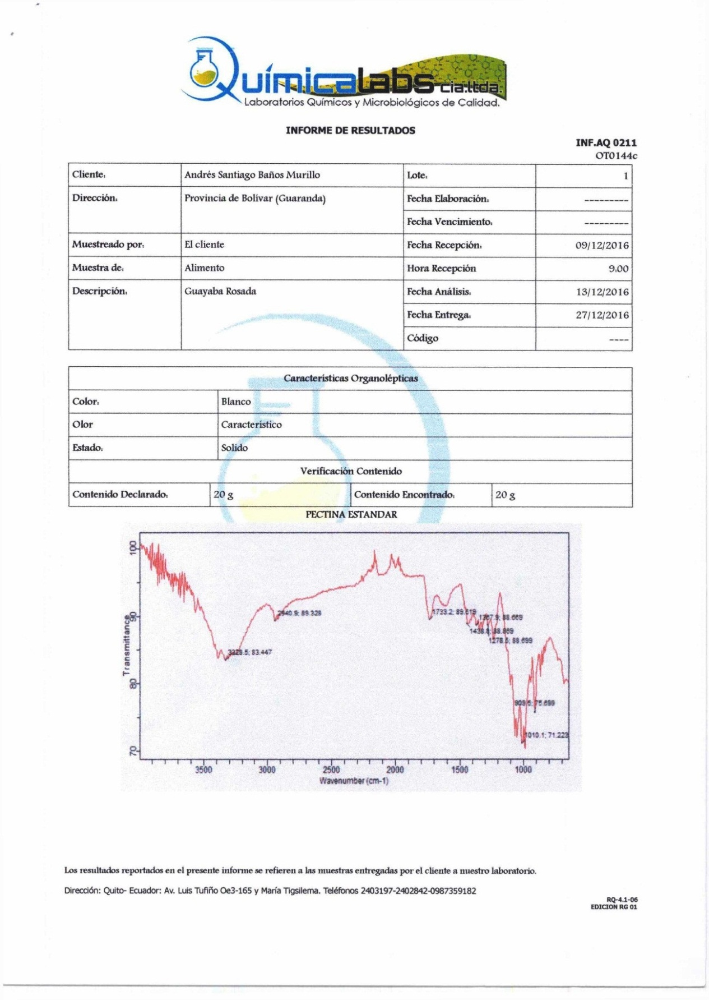 Químicalabs cia.ltda.
Laboratorios Químicos y Microbiológicos de Calidad.
INFORME DE RESULTADOS
INF.AQ 0211
OT0144c
Cliente: Andrés Santiago Baños Murillo Lote: 1
Dirección: Provincia de Bolívar (Guaranda) Fecha Elaboración: ---------
Fecha Vencimiento: ---------
Muestreado por: El cliente Fecha Recepción: 09/12/2016
Muestra de: Alimento Hora Recepción 9:00
Descripción: Guayaba Rosada Fecha Análisis: 13/12/2016
Fecha Entrega: 27/12/2016
Código ----
Características Organolépticas
Color: Blanco
Olor Característico
Estado: Solido
Verificación Contenido
Contenido Declarado: 20 g Contenido Encontrado: 20 g
PECTINA ESTANDAR
100
90
80
70
Transmittance
2940.9; 89.328
1733.2; 89.619
88.669
1438.8; 88.869
1278.5; 88.699
83.447
909.5; 75.699
1010.1; 71.223
3500 3000 2500 2000 1500 1000
Wavenumber (cm-1)
Los resultados reportados en el presente informe se refieren a las muestras entregadas por el cliente a nuestro laboratorio.
Dirección: Quito- Ecuador: Av. Luis Tufiño Oe3-165 y María Tigsilema. Teléfonos 2403197-2402842-0987359182
RQ-4.1-06
EDICION RG 01